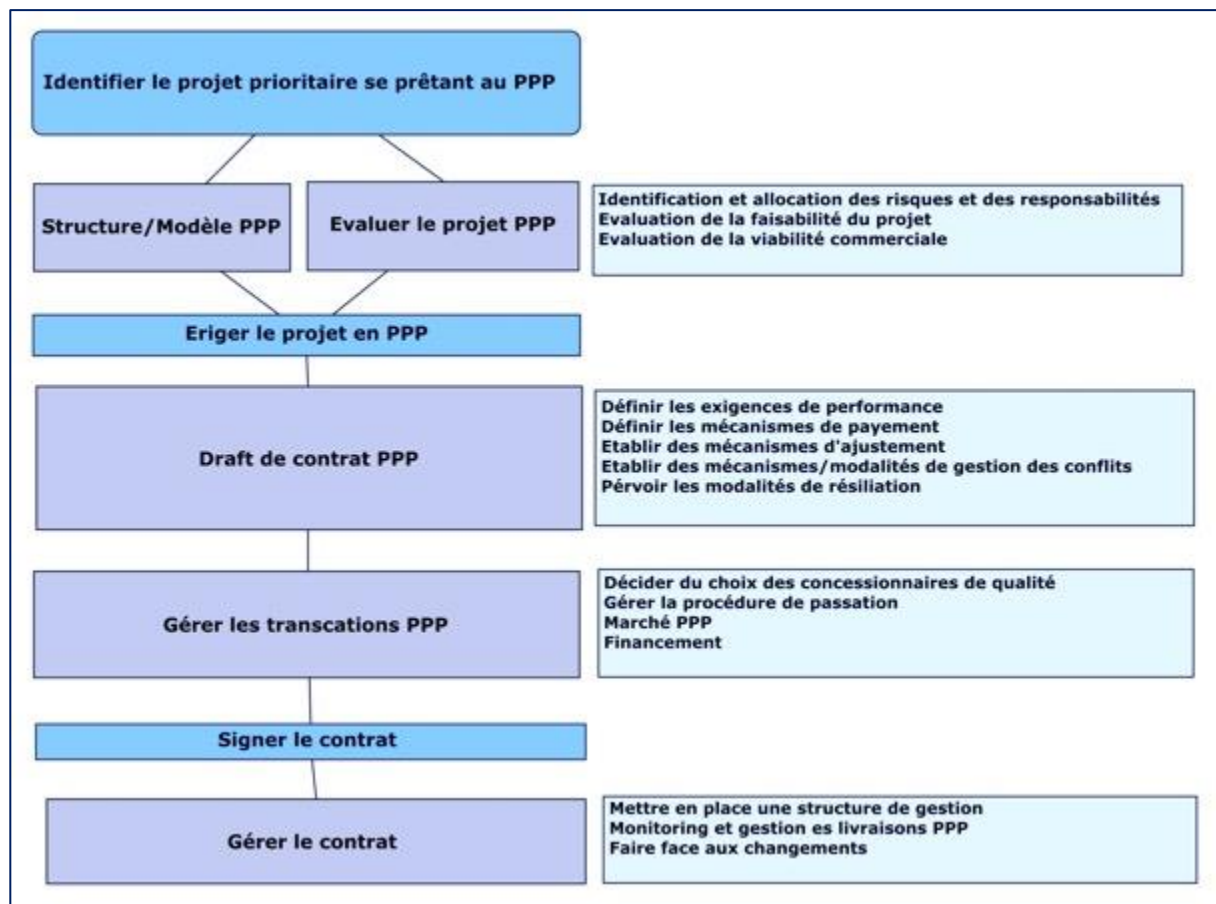 Identifier le projet prioritaire se prêtant au PPP
Structure/Modèle PPP
Evaluer le projet PPP
Identification et allocation des risques et des responsabilités
Evaluation de la faisabilité du projet
Evaluation de la viabilité commerciale
Eriger le projet en PPP
Draft de contrat PPP
Définir les exigences de performance
Définir les mécanismes de payement
Etablir des mécanismes d'ajustement
Etablir des mécanismes/modalités de gestion des conflits
Pérvoir les modalités de résiliation
Gérer les transcations PPP
Décider du choix des concessionnaires de qualité
Gérer la procédure de passation
Marché PPP
Financement
Signer le contrat
Gérer le contrat
Mettre en place une structure de gestion
Monitoring et gestion es livraisons PPP
Faire face aux changements